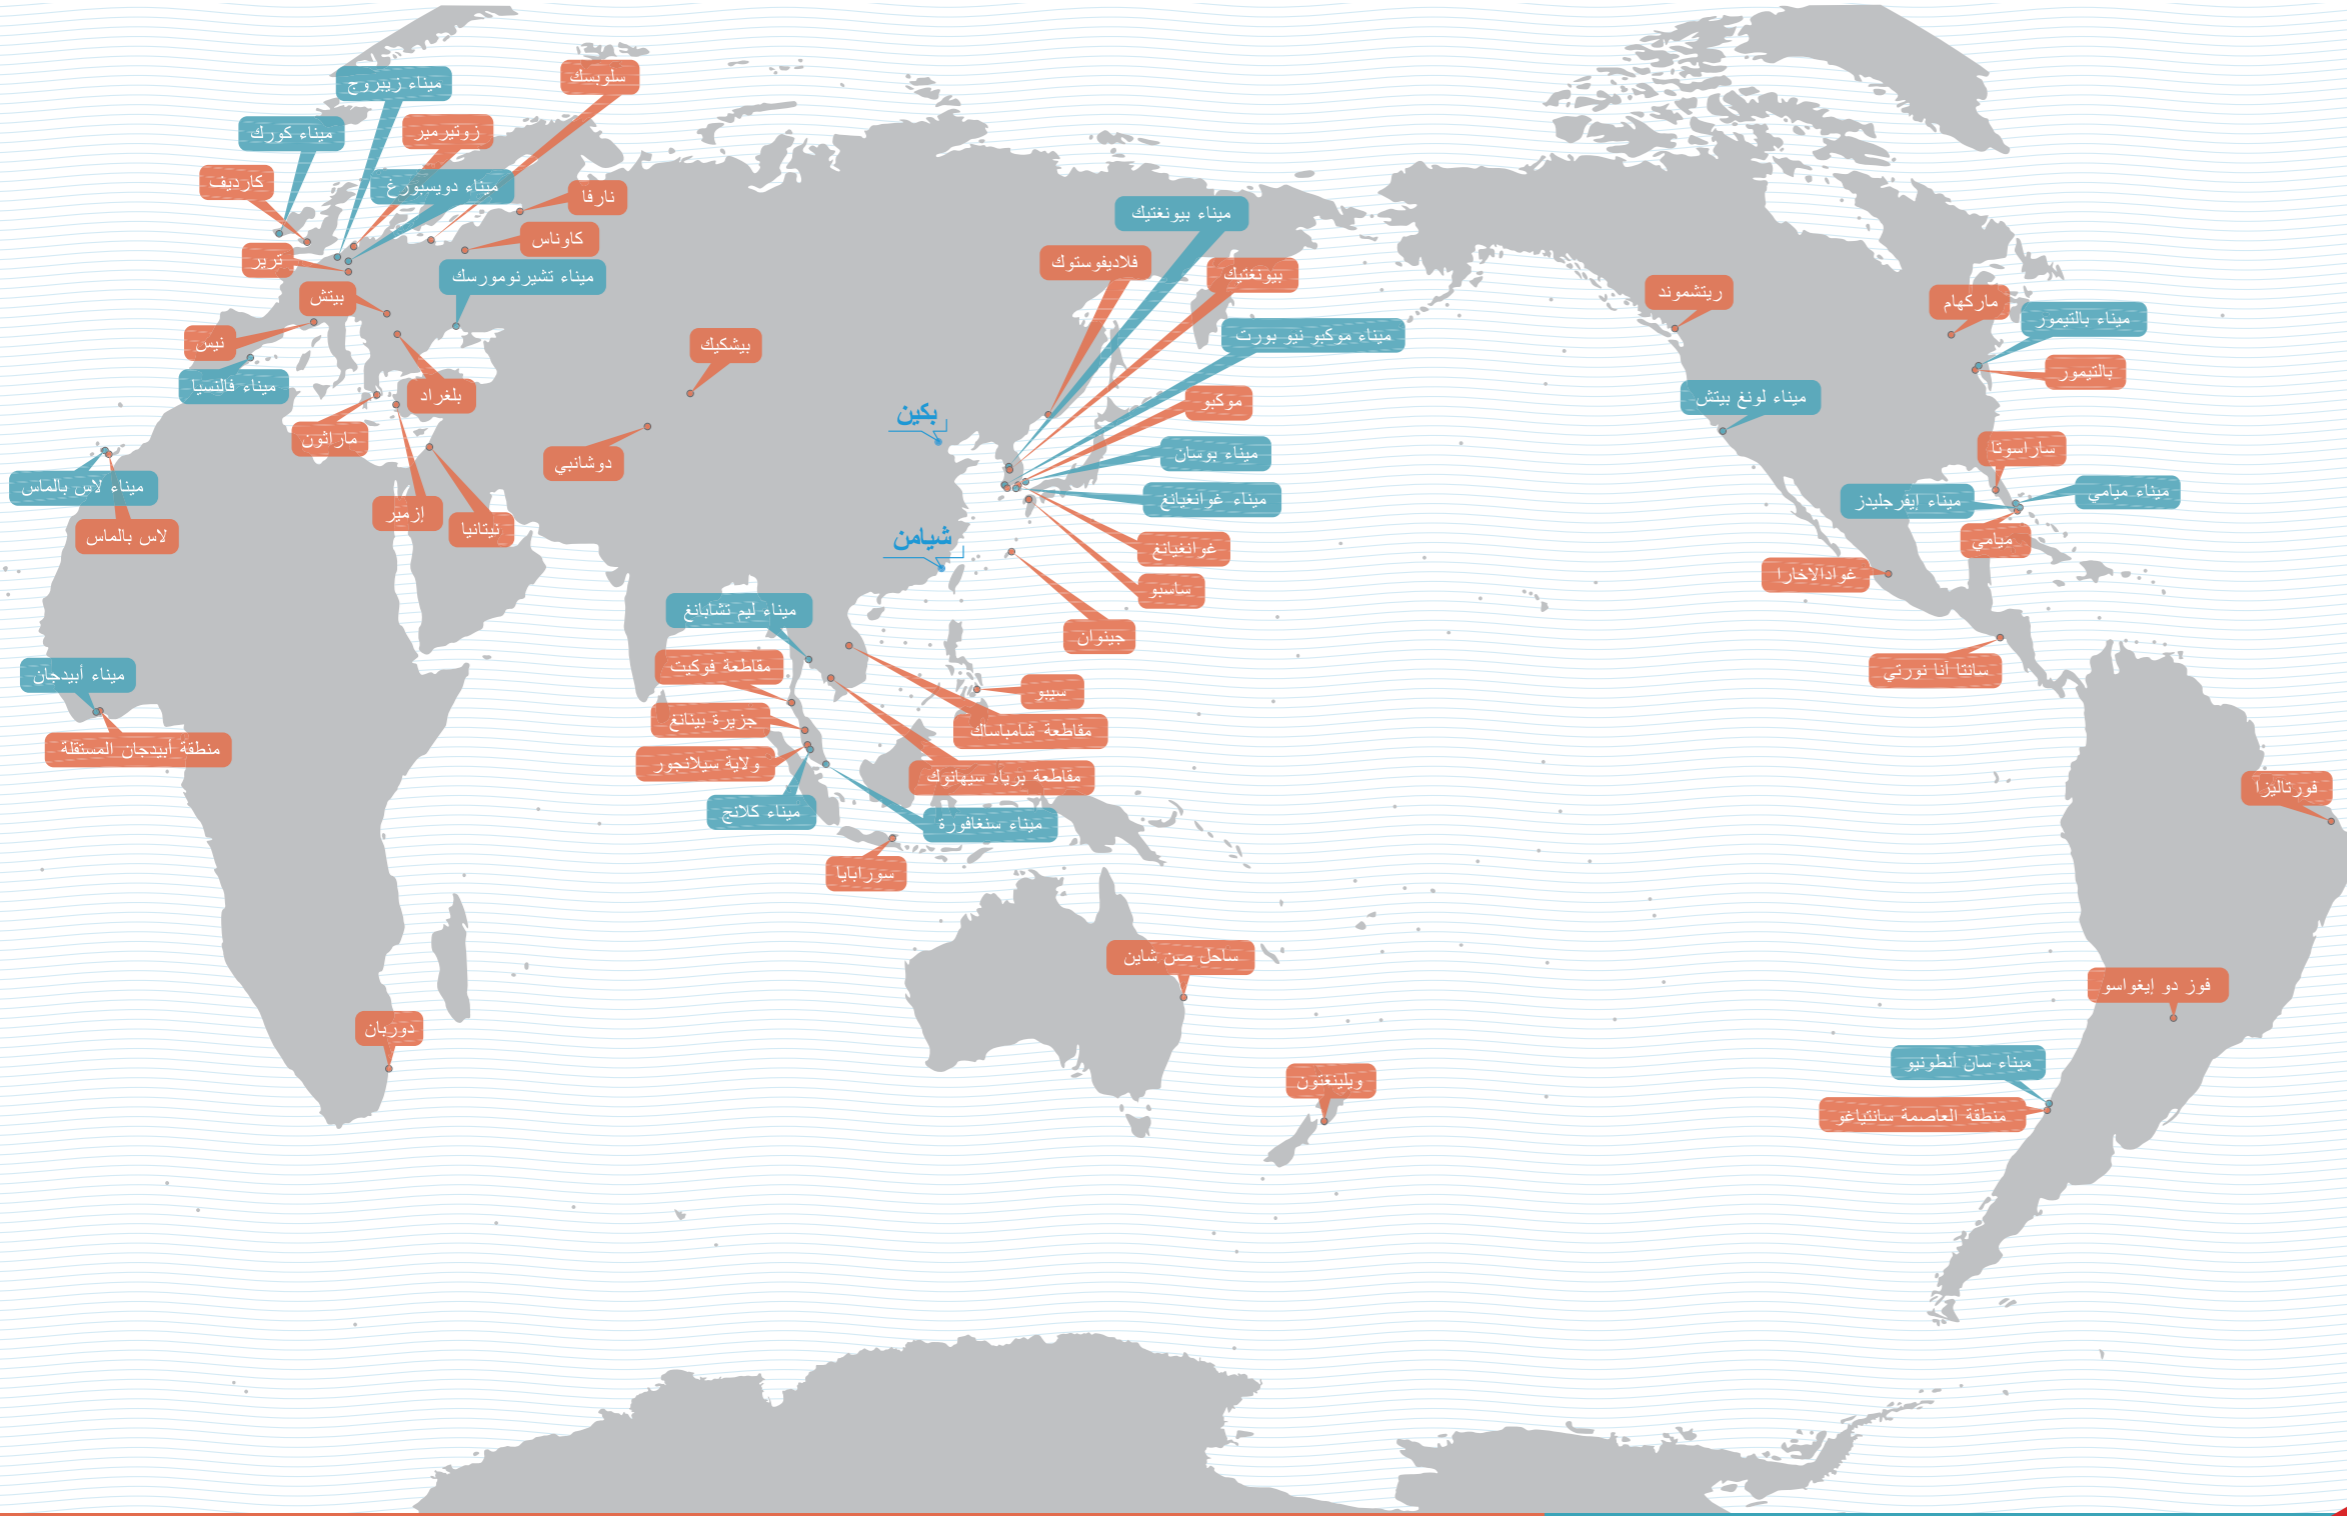 سلوبسك
ميناء زيبروج
ميناء كورك
زوتيرمير
كارديف
ميناء دويسبورغ
نارفا
كاوناس
ترير
ميناء تشيرنومورسك
بيتش
نيس
ميناء فالنسيا
بلغراد
ماراثون
ميناء لاس بالماس
لاس بالماس
إزمير
نيتانيا
بيشكيك
دوشانبي
بكين
شيامن
ميناء بيونغتيك
فلاديفوستوك
بيونغتيك
ميناء موكبو نيو بورت
موكبو
ميناء بوسان
ميناء غوانغيانغ
غوانغيانغ
ساسبو
جينوان
ريتشموند
ماركهام
ميناء بالتيمور
بالتيمور
ميناء لونغ بيتش
ساراسوتا
ميناء ميامي
ميناء إيفرجليدز
ميامي
غوادالاخارا
سانتا آنا نورتي
ميناء ليم تشابانغ
مقاطعة فوكيت
سيبو
جزيرة بينانغ
مقاطعة شامباساك
ولاية سيلانجور
مقاطعة برياه سيهانوك
ميناء كلانج
ميناء سنغافورة
سورابايا
ميناء أبيدجان
منطقة أبيدجان المستقلة
دوربان
ساحل صن شاين
ويلينغتون
فورتاليزا
فوز دو إيغواسو
ميناء سان أنطونيو
منطقة العاصمة سانتياغو